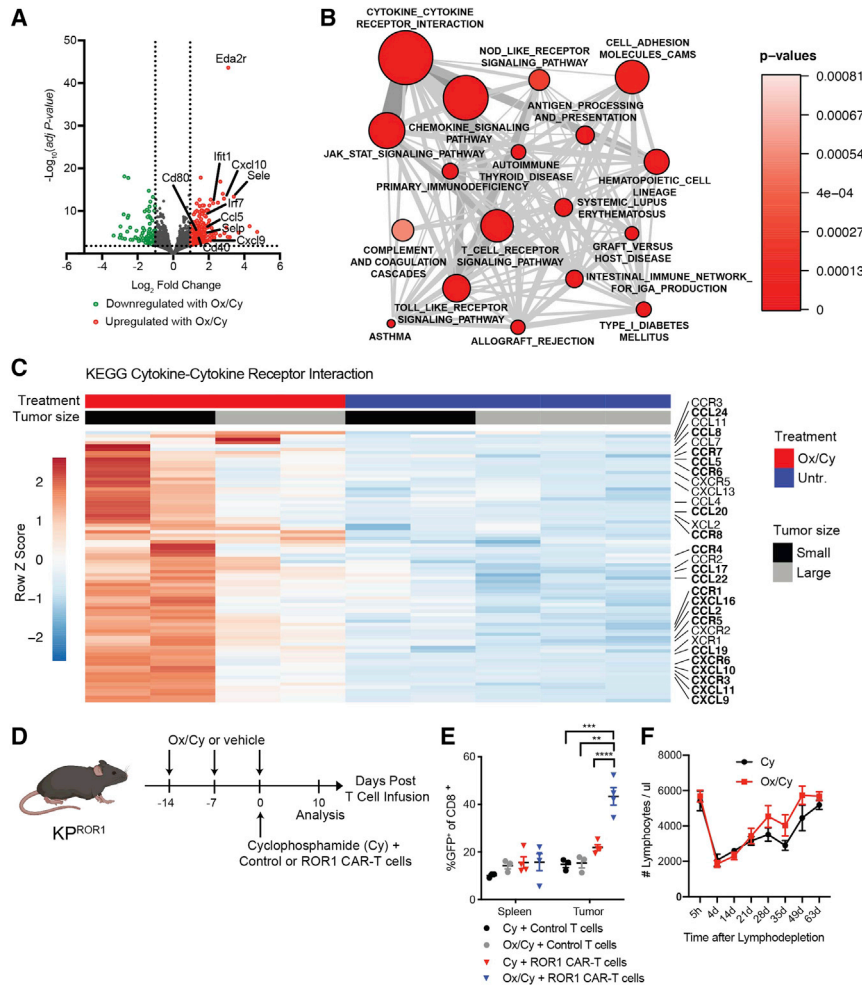 A
50
40
30
20
10
-Log10(adj P-value)
-6
-4
-2
0
2
4
6
Log2 Fold Change
Eda2r
Ifit1
Cxcl10
Cd80
Sele
Irf7
Ccl5
Selp
Cxcl9
Cd40
Downregulated with Ox/Cy
Upregulated with Ox/Cy
B
CYTOKINE_CYTOKINE
RECEPTOR_INTERACTION
NOD_LIKE_RECEPTOR
SIGNALING_PATHWAY
CELL_ADHESION
MOLECULES_CAMS
CHEMOKINE_SIGNALING
PATHWAY
ANTIGEN_PROCESSING
AND_PRESENTATION
JAK_STAT_SIGNALING_PATHWAY
AUTOIMMUNE
THYROID_DISEASE
PRIMARY_IMMUNODEFICIENCY
HEMATOPOIETIC_CELL
LINEAGE
SYSTEMIC_LUPUS
ERYTHEMATOSUS
COMPLEMENT
AND COAGULATION
CASCADES
T_CELL_RECEPTOR
SIGNALING_PATHWAY
GRAFT_VERSUS
HOST_DISEASE
INTESTINAL_IMMUNE_NETWORK_
FOR_IGA_PRODUCTION
TOLL_LIKE_RECEPTOR
SIGNALING_PATHWAY
TYPE_I_DIABETES
MELLITUS
ASTHMA
ALLOGRAFT_REJECTION
p-values
0.00081
0.00067
0.00054
4e-04
0.00027
0.00013
0
C
KEGG Cytokine-Cytokine Receptor Interaction
Treatment
Tumor size
Row Z Score
2
1
0
−1
−2
CCR3
CCL24
CCL11
CCL8
CCL7
CCR7
CCL5
CCR6
CXCR5
CXCL13
CCL4
CCL20
XCL2
CCR8
CCR4
CCR2
CCL17
CCL22
CCR1
CXCL16
CCL2
CCR5
CXCR2
XCR1
CCL19
CXCR6
CXCL10
CXCR3
CXCL11
CXCL9
Treatment
Ox/Cy
Untr.
Tumor size
Small
Large
D
Ox/Cy or vehicle
-14
-7
0
10
Analysis
Days Post
T Cell Infusion
KPROR1
Cyclophosphamide (Cy) +
Control or ROR1 CAR-T cells
E
60
40
20
0
%GFP+ of CD8 +
***
**
****
Spleen
Tumor
Cy + Control T cells
Ox/Cy + Control T cells
Cy + ROR1 CAR-T cells
Ox/Cy + ROR1 CAR-T cells
F
8000
6000
4000
2000
0
# Lymphocytes / ul
Cy
Ox/Cy
5h
4d
14d
21d
28d
35d
49d
63d
Time after Lymphodepletion